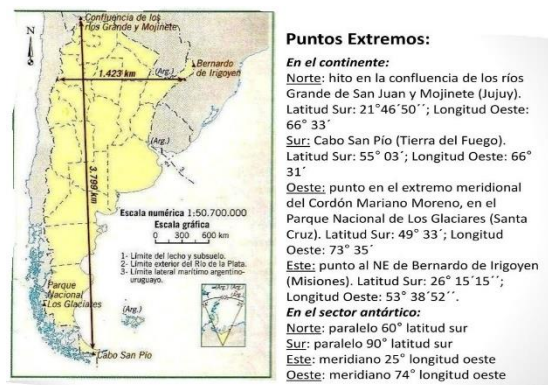 Confluencia de los
ríos Grande y Mojinete
N
Bernardo
de Irigoyen
1.423 km
(Arg.)
(Arg.)
3.799 km
Escala numérica 1:50.700.000
Escala gráfica
0 300 600 km
1- Límite del lecho y subsuelo.
2- Límite exterior del Río de la Plata.
3- Límite lateral marítimo argentino-
uruguayo.
Parque
Nacional
Los Glaciares
(Arg.)
Cabo San Pío
Puntos Extremos:
En el continente:
Norte: hito en la confluencia de los ríos
Grande de San Juan y Mojinete (Jujuy).
Latitud Sur: 21°46´50´´; Longitud Oeste:
66° 33´
Sur: Cabo San Pío (Tierra del Fuego).
Latitud Sur: 55° 03´; Longitud Oeste: 66°
31´
Oeste: punto en el extremo meridional
del Cordón Mariano Moreno, en el
Parque Nacional de Los Glaciares (Santa
Cruz). Latitud Sur: 49° 33´; Longitud
Oeste: 73° 35´
Este: punto al NE de Bernardo de Irigoyen
(Misiones). Latitud Sur: 26° 15´15´´;
Longitud Oeste: 53° 38´52´´.
En el sector antártico:
Norte: paralelo 60° latitud sur
Sur: paralelo 90° latitud sur
Este: meridiano 25° longitud oeste
Oeste: meridiano 74° longitud oeste